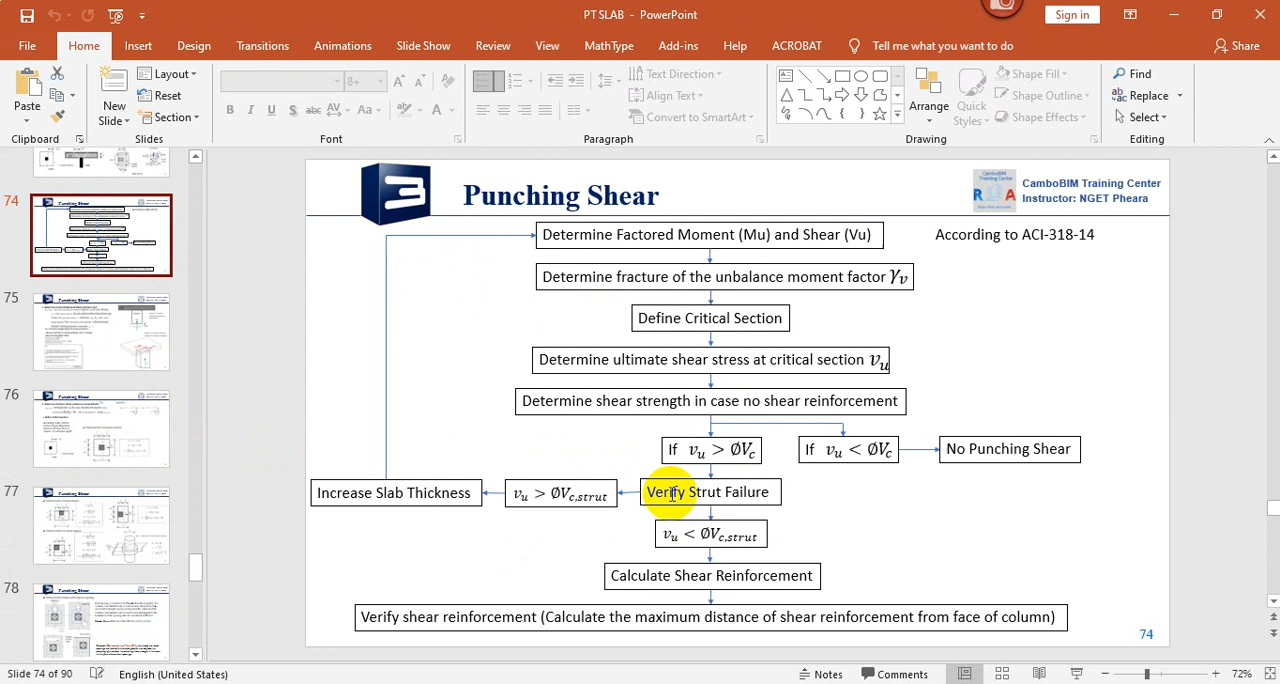 PT SLAB - PowerPoint
Sign in
File Home Insert Design Transitions Animations Slide Show Review View MathType Add-ins Help ACROBAT Tell me what you want to do Share
Paste
New Slide
Layout
Reset
Section
8+
B I U S abc AV Aa A
Text Direction
Align Text
Convert to SmartArt
Arrange
Quick Styles
Shape Fill
Shape Outline
Shape Effects
Find
Replace
Select
Clipboard Slides Font Paragraph Drawing Editing
74
75
76
77
78
Punching Shear
CamboBIM Training Center
Instructor: NGET Pheara
CamboBIM
Training Center
R A
Determine Factored Moment (Mu) and Shear (Vu)
According to ACI-318-14
Determine fracture of the unbalance moment factor γv
Define Critical Section
Determine ultimate shear stress at critical section vu
Determine shear strength in case no shear reinforcement
If vu > ØVc
If vu < ØVc
No Punching Shear
Increase Slab Thickness
vu > ØVc,strut
Verify Strut Failure
vu < ØVc,strut
Calculate Shear Reinforcement
Verify shear reinforcement (Calculate the maximum distance of shear reinforcement from face of column)
74
Slide 74 of 90 English (United States) Notes Comments 72%